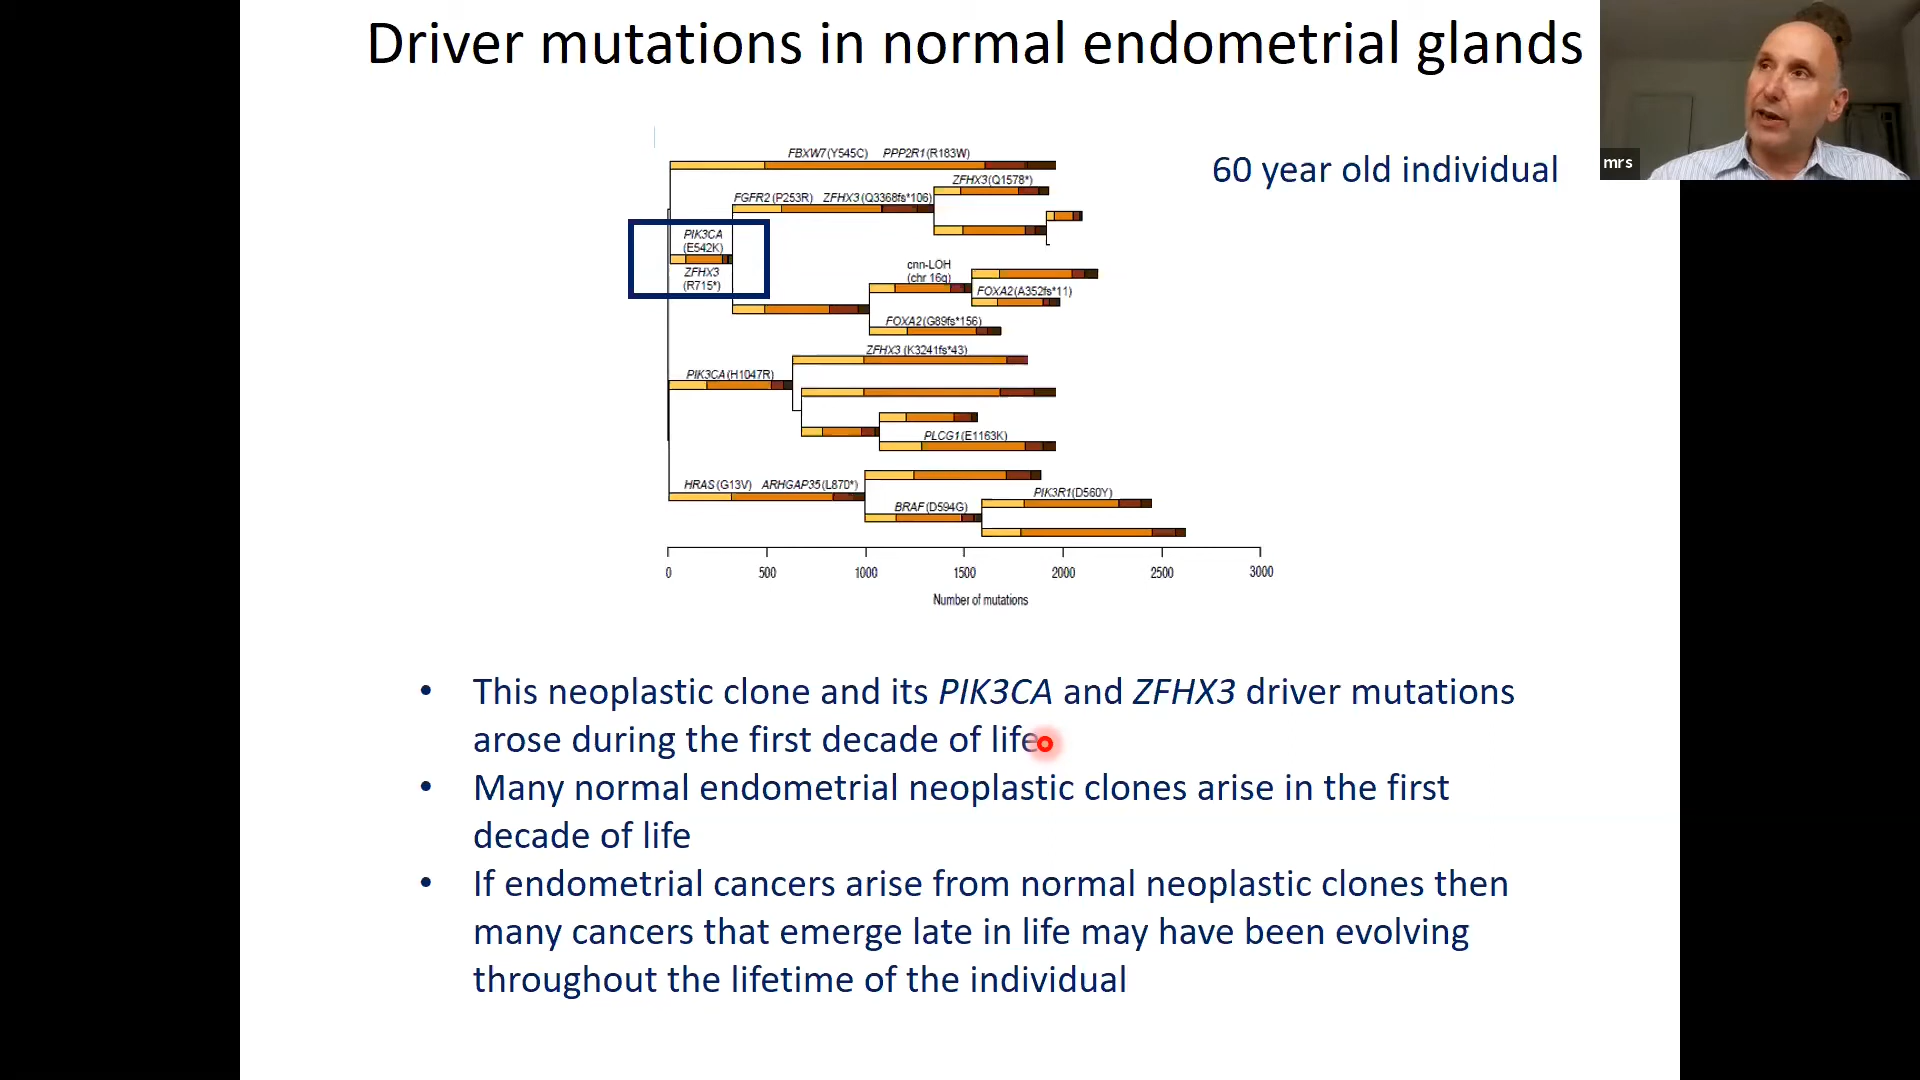 Driver mutations in normal endometrial glands
mrs
60 year old individual
FBXW7(Y545C) PPP2R1(R183W)
ZFHX3(Q1578*)
FGFR2(P253R) ZFHX3(Q3368fs*106)
PIK3CA
(E542K)
ZFHX3
(R715*)
cnn-LOH
(chr 16q)
FOXA2(A352fs*11)
FOXA2(G89fs*156)
ZFHX3(K3241fs*43)
PIK3CA(H1047R)
PLCG1(E1163K)
HRAS(G13V) ARHGAP35(L870*)
PIK3R1(D560Y)
BRAF(D594G)
0 500 1000 1500 2000 2500 3000
Number of mutations
• This neoplastic clone and its PIK3CA and ZFHX3 driver mutations
arose during the first decade of life
• Many normal endometrial neoplastic clones arise in the first
decade of life
• If endometrial cancers arise from normal neoplastic clones then
many cancers that emerge late in life may have been evolving
throughout the lifetime of the individual